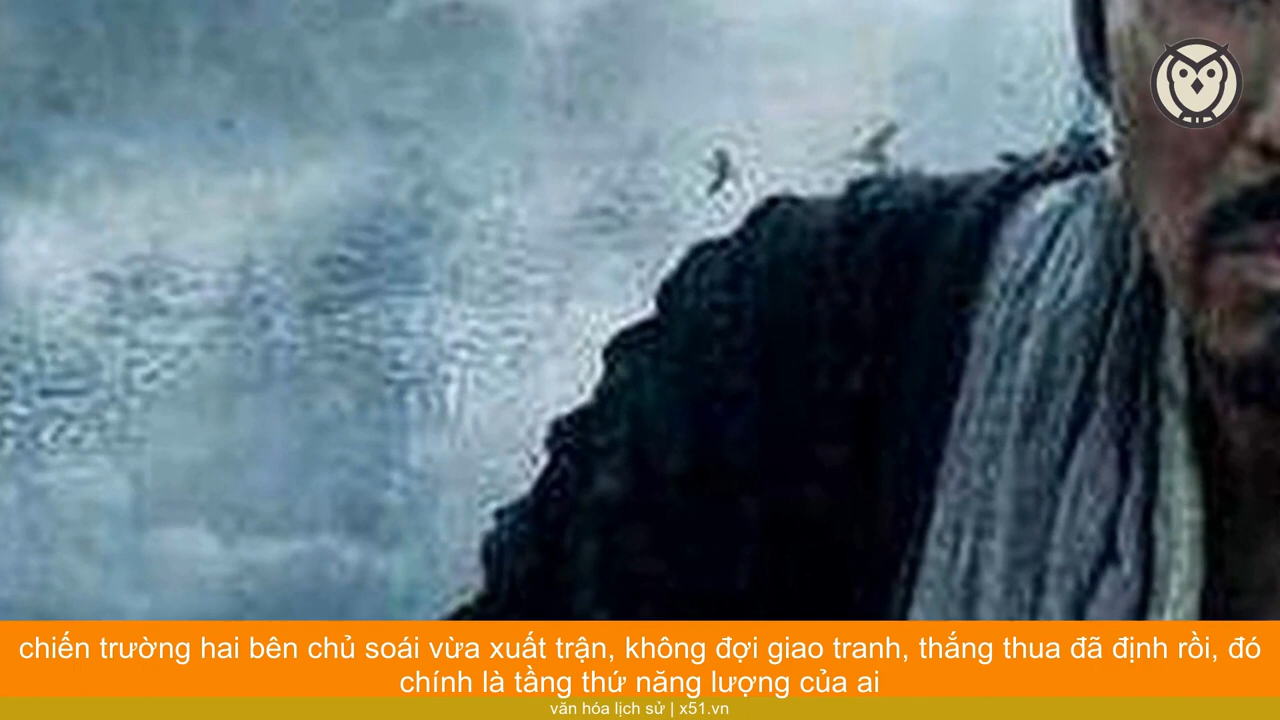 chiến trường hai bên chủ soái vừa xuất trận, không đợi giao tranh, thắng thua đã định rồi, đó
chính là tầng thứ năng lượng của ai
văn hóa lịch sử | x51.vn